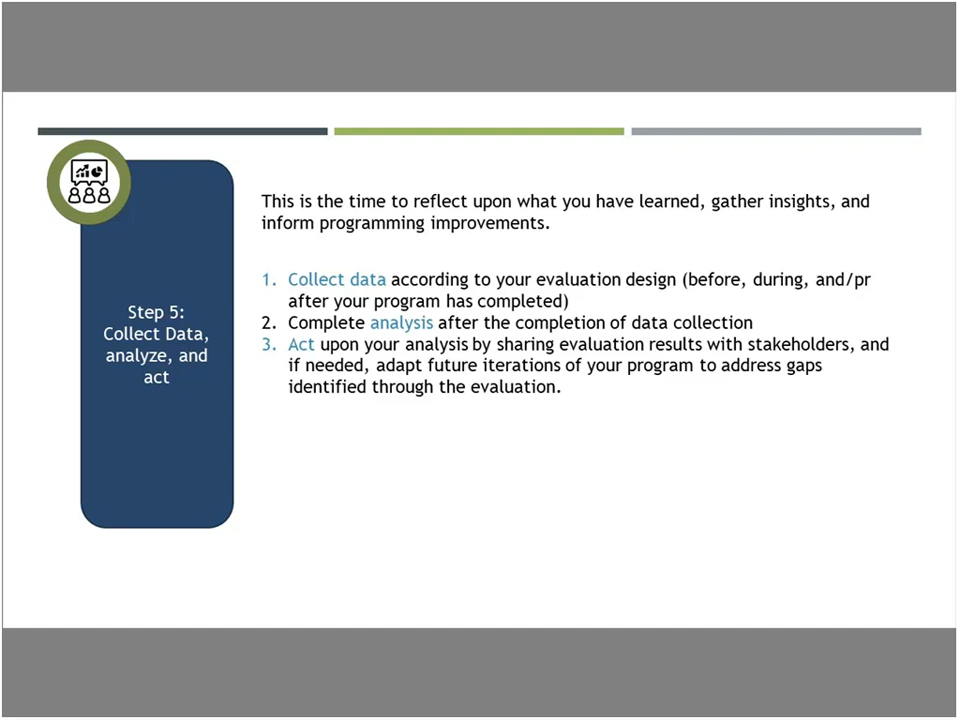 Step 5:
Collect Data,
analyze, and
act
This is the time to reflect upon what you have learned, gather insights, and
inform programming improvements.
1. Collect data according to your evaluation design (before, during, and/pr
after your program has completed)
2. Complete analysis after the completion of data collection
3. Act upon your analysis by sharing evaluation results with stakeholders, and
if needed, adapt future iterations of your program to address gaps
identified through the evaluation.